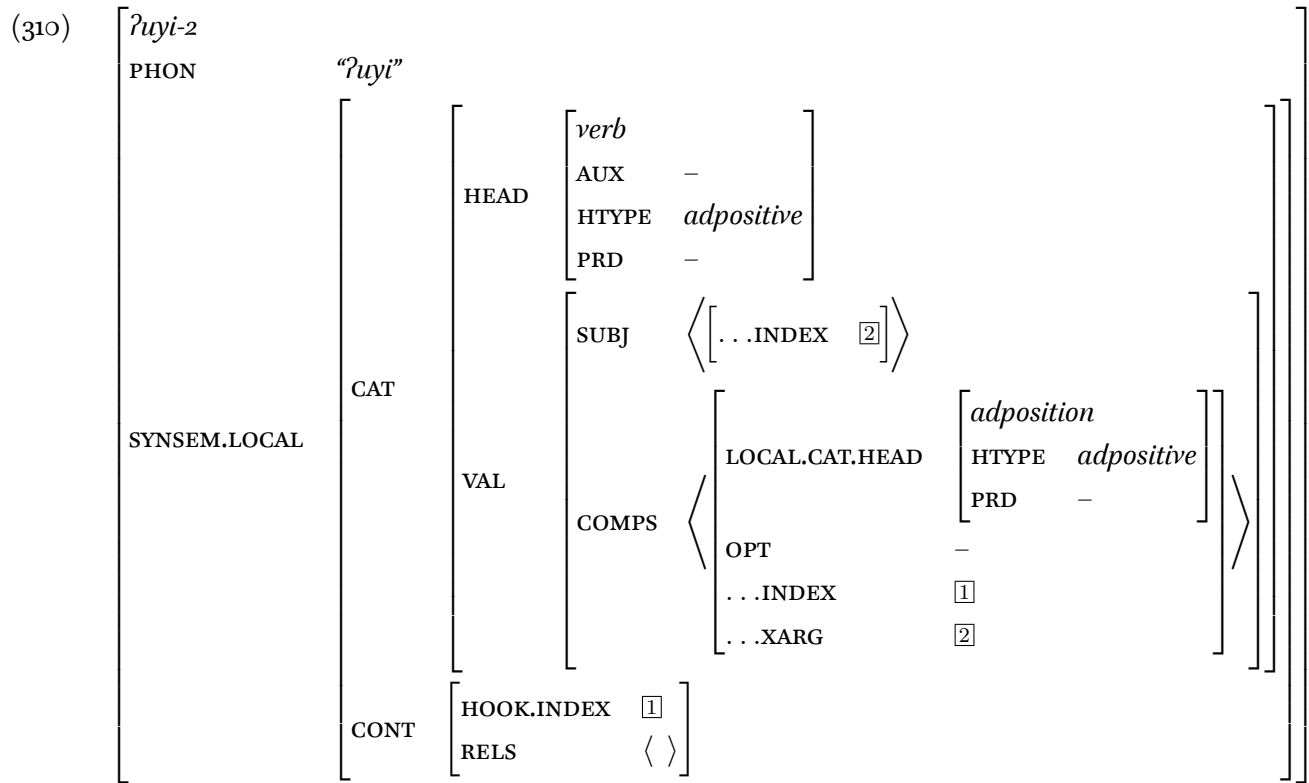 (310) ʔuyi-2
PHON “ʔuyi”
verb
AUX –
HEAD
HTYPE adpositive
PRD –
SUBJ ⟨[. . .INDEX 2]⟩
CAT
adposition
SYNSEM.LOCAL
LOCAL.CAT.HEAD HTYPE adpositive
VAL
PRD –
COMPS
OPT –
. . .INDEX 1
. . .XARG 2
HOOK.INDEX 1
CONT
RELS ⟨ ⟩